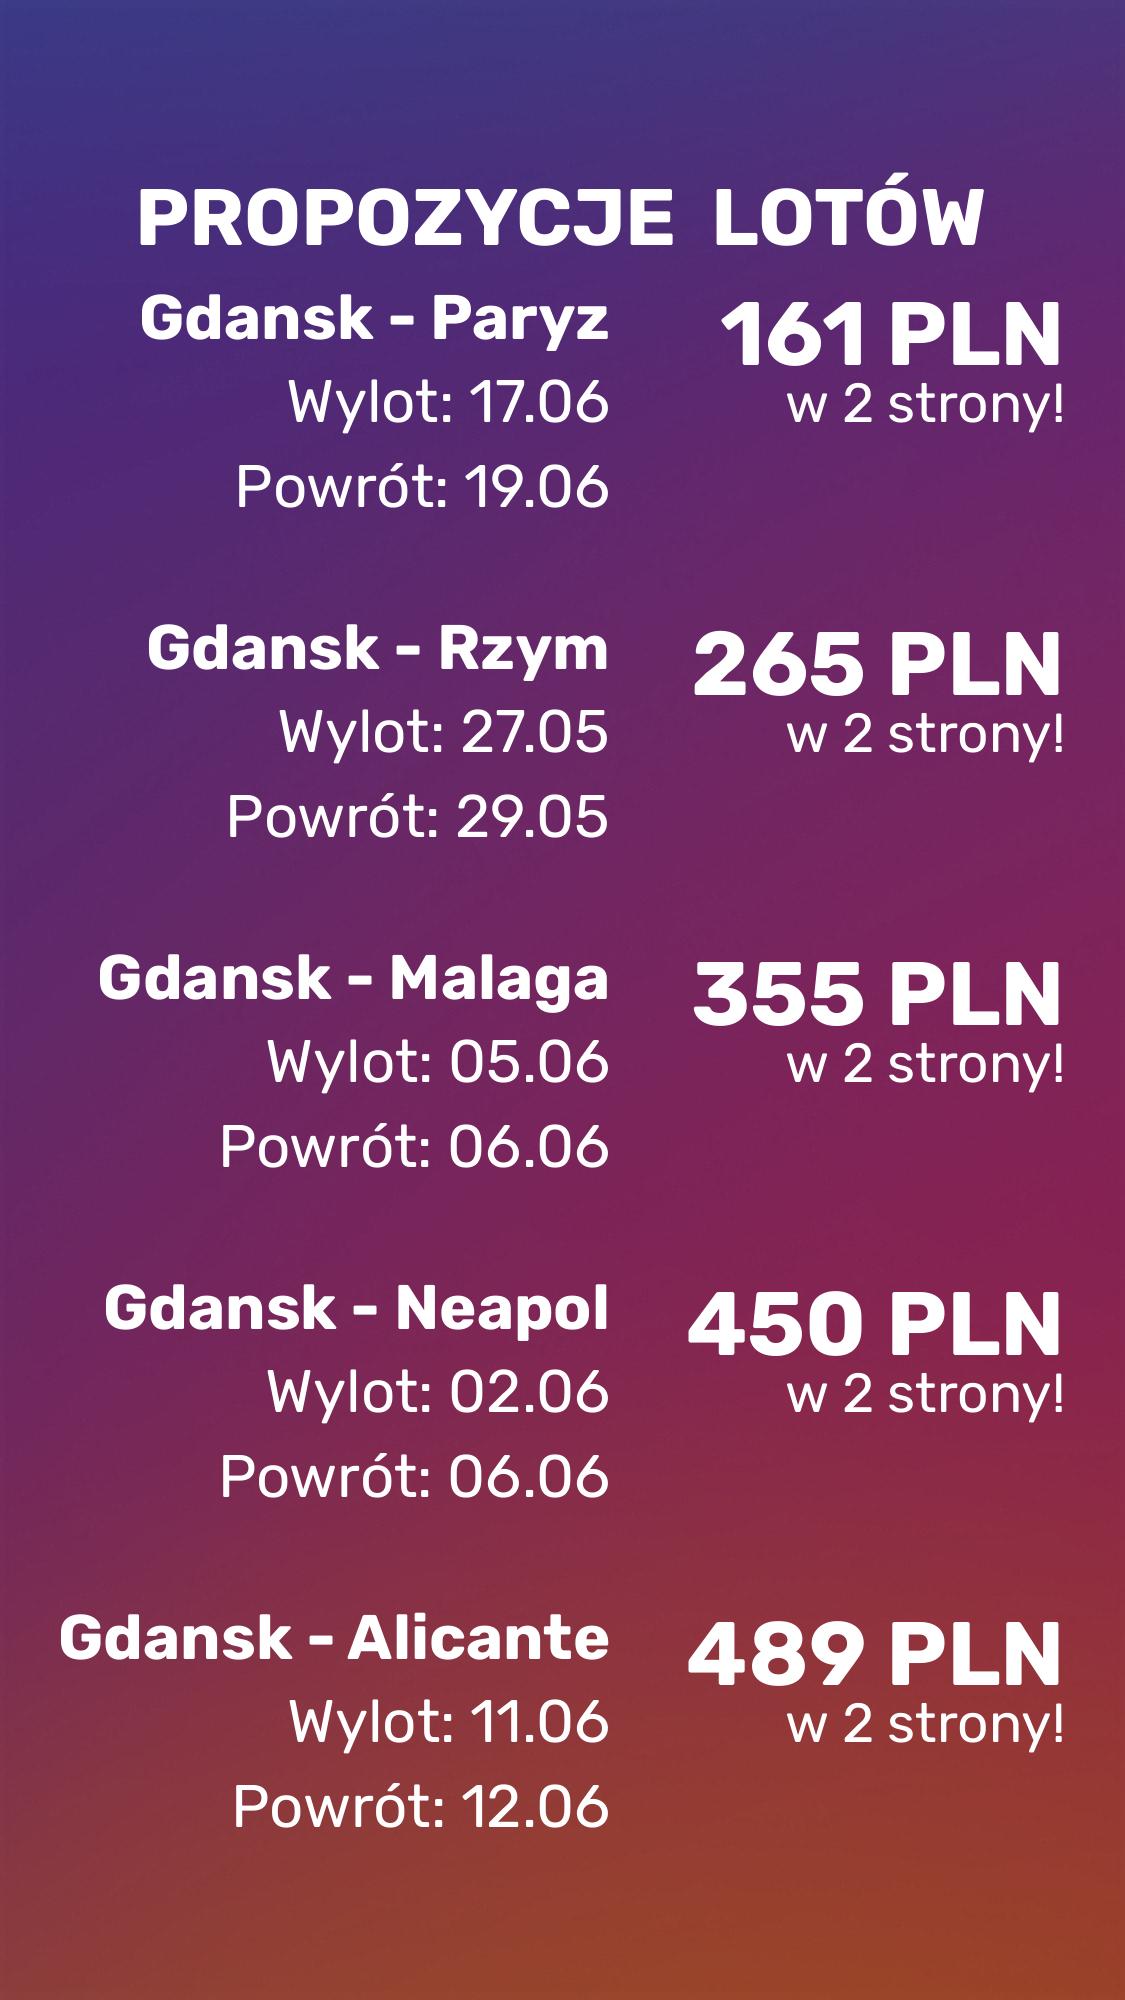 PROPOZYCJE LOTÓW
Gdansk - Paryz
161 PLN
Wylot: 17.06
w 2 strony!
Powrót: 19.06
Gdansk - Rzym
265 PLN
Wylot: 27.05
w 2 strony!
Powrót: 29.05
Gdansk - Malaga
355 PLN
Wylot: 05.06
w 2 strony!
Powrót: 06.06
Gdansk - Neapol
450 PLN
Wylot: 02.06
w 2 strony!
Powrót: 06.06
Gdansk - Alicante
489 PLN
Wylot: 11.06
w 2 strony!
Powrót: 12.06